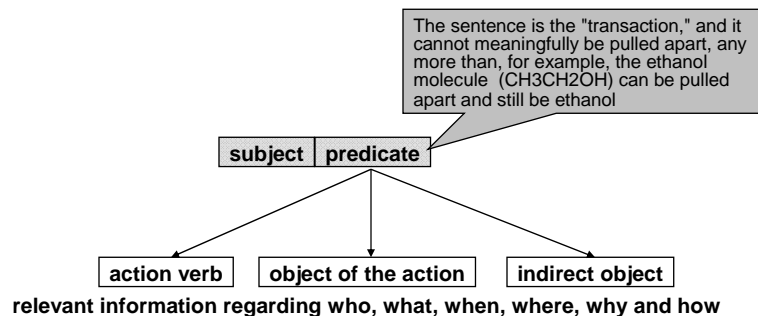 The sentence is the "transaction," and it
cannot meaningfully be pulled apart, any
more than, for example, the ethanol
molecule (CH3CH2OH) can be pulled
apart and still be ethanol
subject predicate
action verb object of the action indirect object
relevant information regarding who, what, when, where, why and how